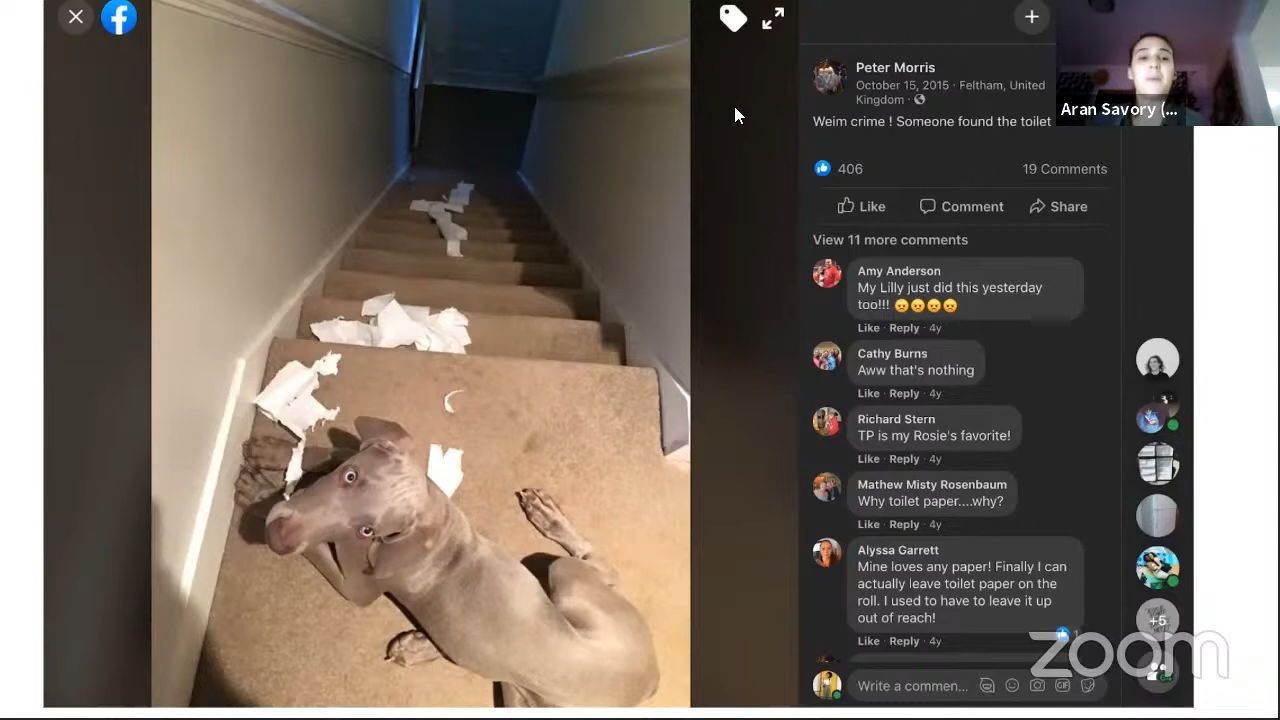 Peter Morris
October 15, 2015 · Feltham, United
Kingdom ·
Weim crime ! Someone found the toilet
Aran Savory (...
406
19 Comments
Like
Comment
Share
View 11 more comments
Amy Anderson
My Lilly just did this yesterday
too!!!
Like · Reply · 4y
Cathy Burns
Aww that's nothing
Like · Reply · 4y
Richard Stern
TP is my Rosie's favorite!
Like · Reply · 4y
Mathew Misty Rosenbaum
Why toilet paper....why?
Like · Reply · 4y
Alyssa Garrett
Mine loves any paper! Finally I can
actually leave toilet paper on the
roll. I used to have to leave it up
out of reach!
Like · Reply · 4y
1
+5
Write a commen...
GIF
zoom